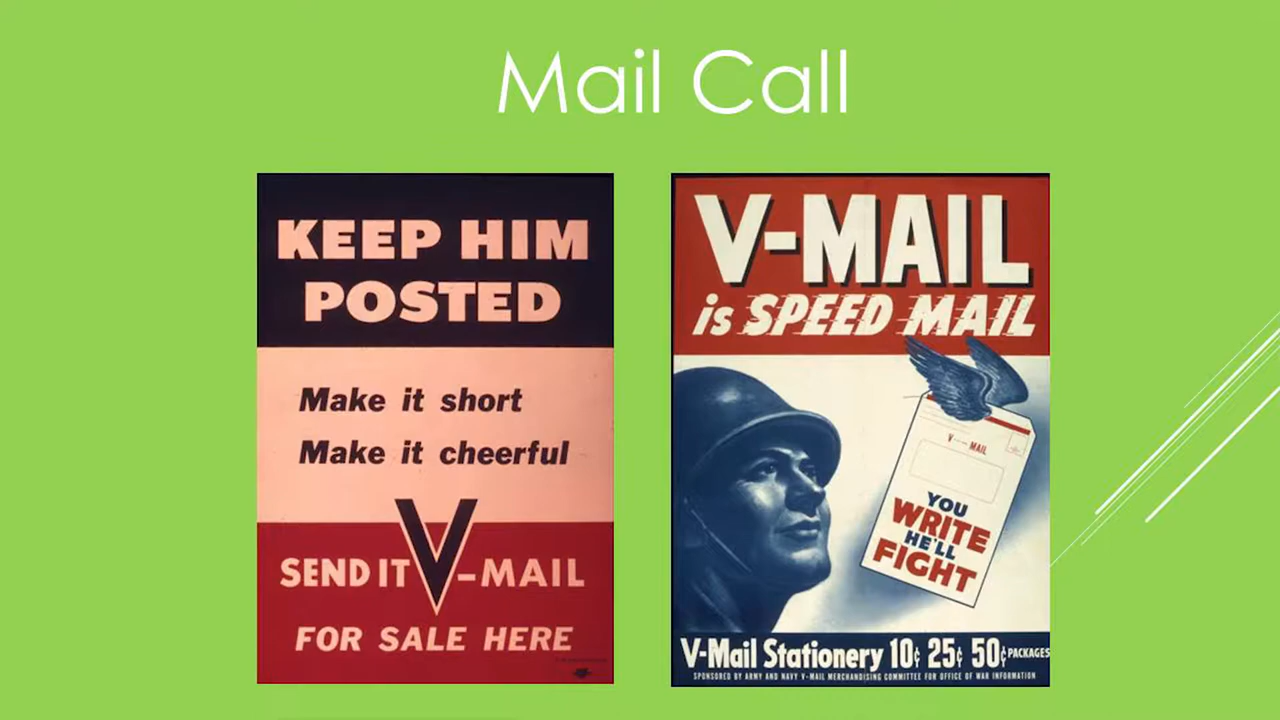 Mail Call
KEEP HIM
POSTED
Make it short
Make it cheerful
SEND IT V-MAIL
FOR SALE HERE
V-MAIL
is SPEED MAIL
V---MAIL
YOU
WRITE
HE'LL
FIGHT
V-Mail Stationery 10¢ 25¢ 50¢ PACKAGES
SPONSORED BY ARMY AND NAVY V-MAIL MERCHANDISING COMMITTEE FOR OFFICE OF WAR INFORMATION